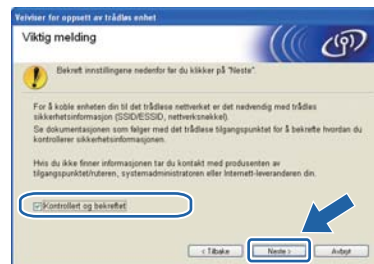 Veiviser for oppsett av trådløs enhet
Viktig melding
Bekreft innstillingene nedenfor før du klikker på "Neste".
For å koble enheten din til det trådløse nettverket er det nødvendig med trådløs
sikkerhetsinformasjon (SSID/ESSID, nettverksnøkkel).
Se dokumentasjonen som følger med det trådløse tilgangspunktet for å bekrefte hvordan du
kontrollerer sikkerhetsinformasjonen.
Hvis du ikke finner informasjonen tar du kontakt med produsenten av
tilgangspunktet/ruteren, systemadministratoren eller Internett-leverandøren din.
Kontrollert og bekreftet
< Tilbake
Neste >
Avbryt